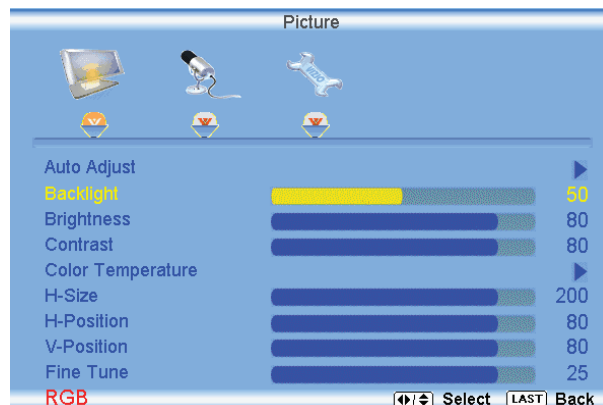 Picture
Auto Adjust
Backlight 50
Brightness 80
Contrast 80
Color Temperature
H-Size 200
H-Position 80
V-Position 80
Fine Tune 25
RGB Select LAST Back